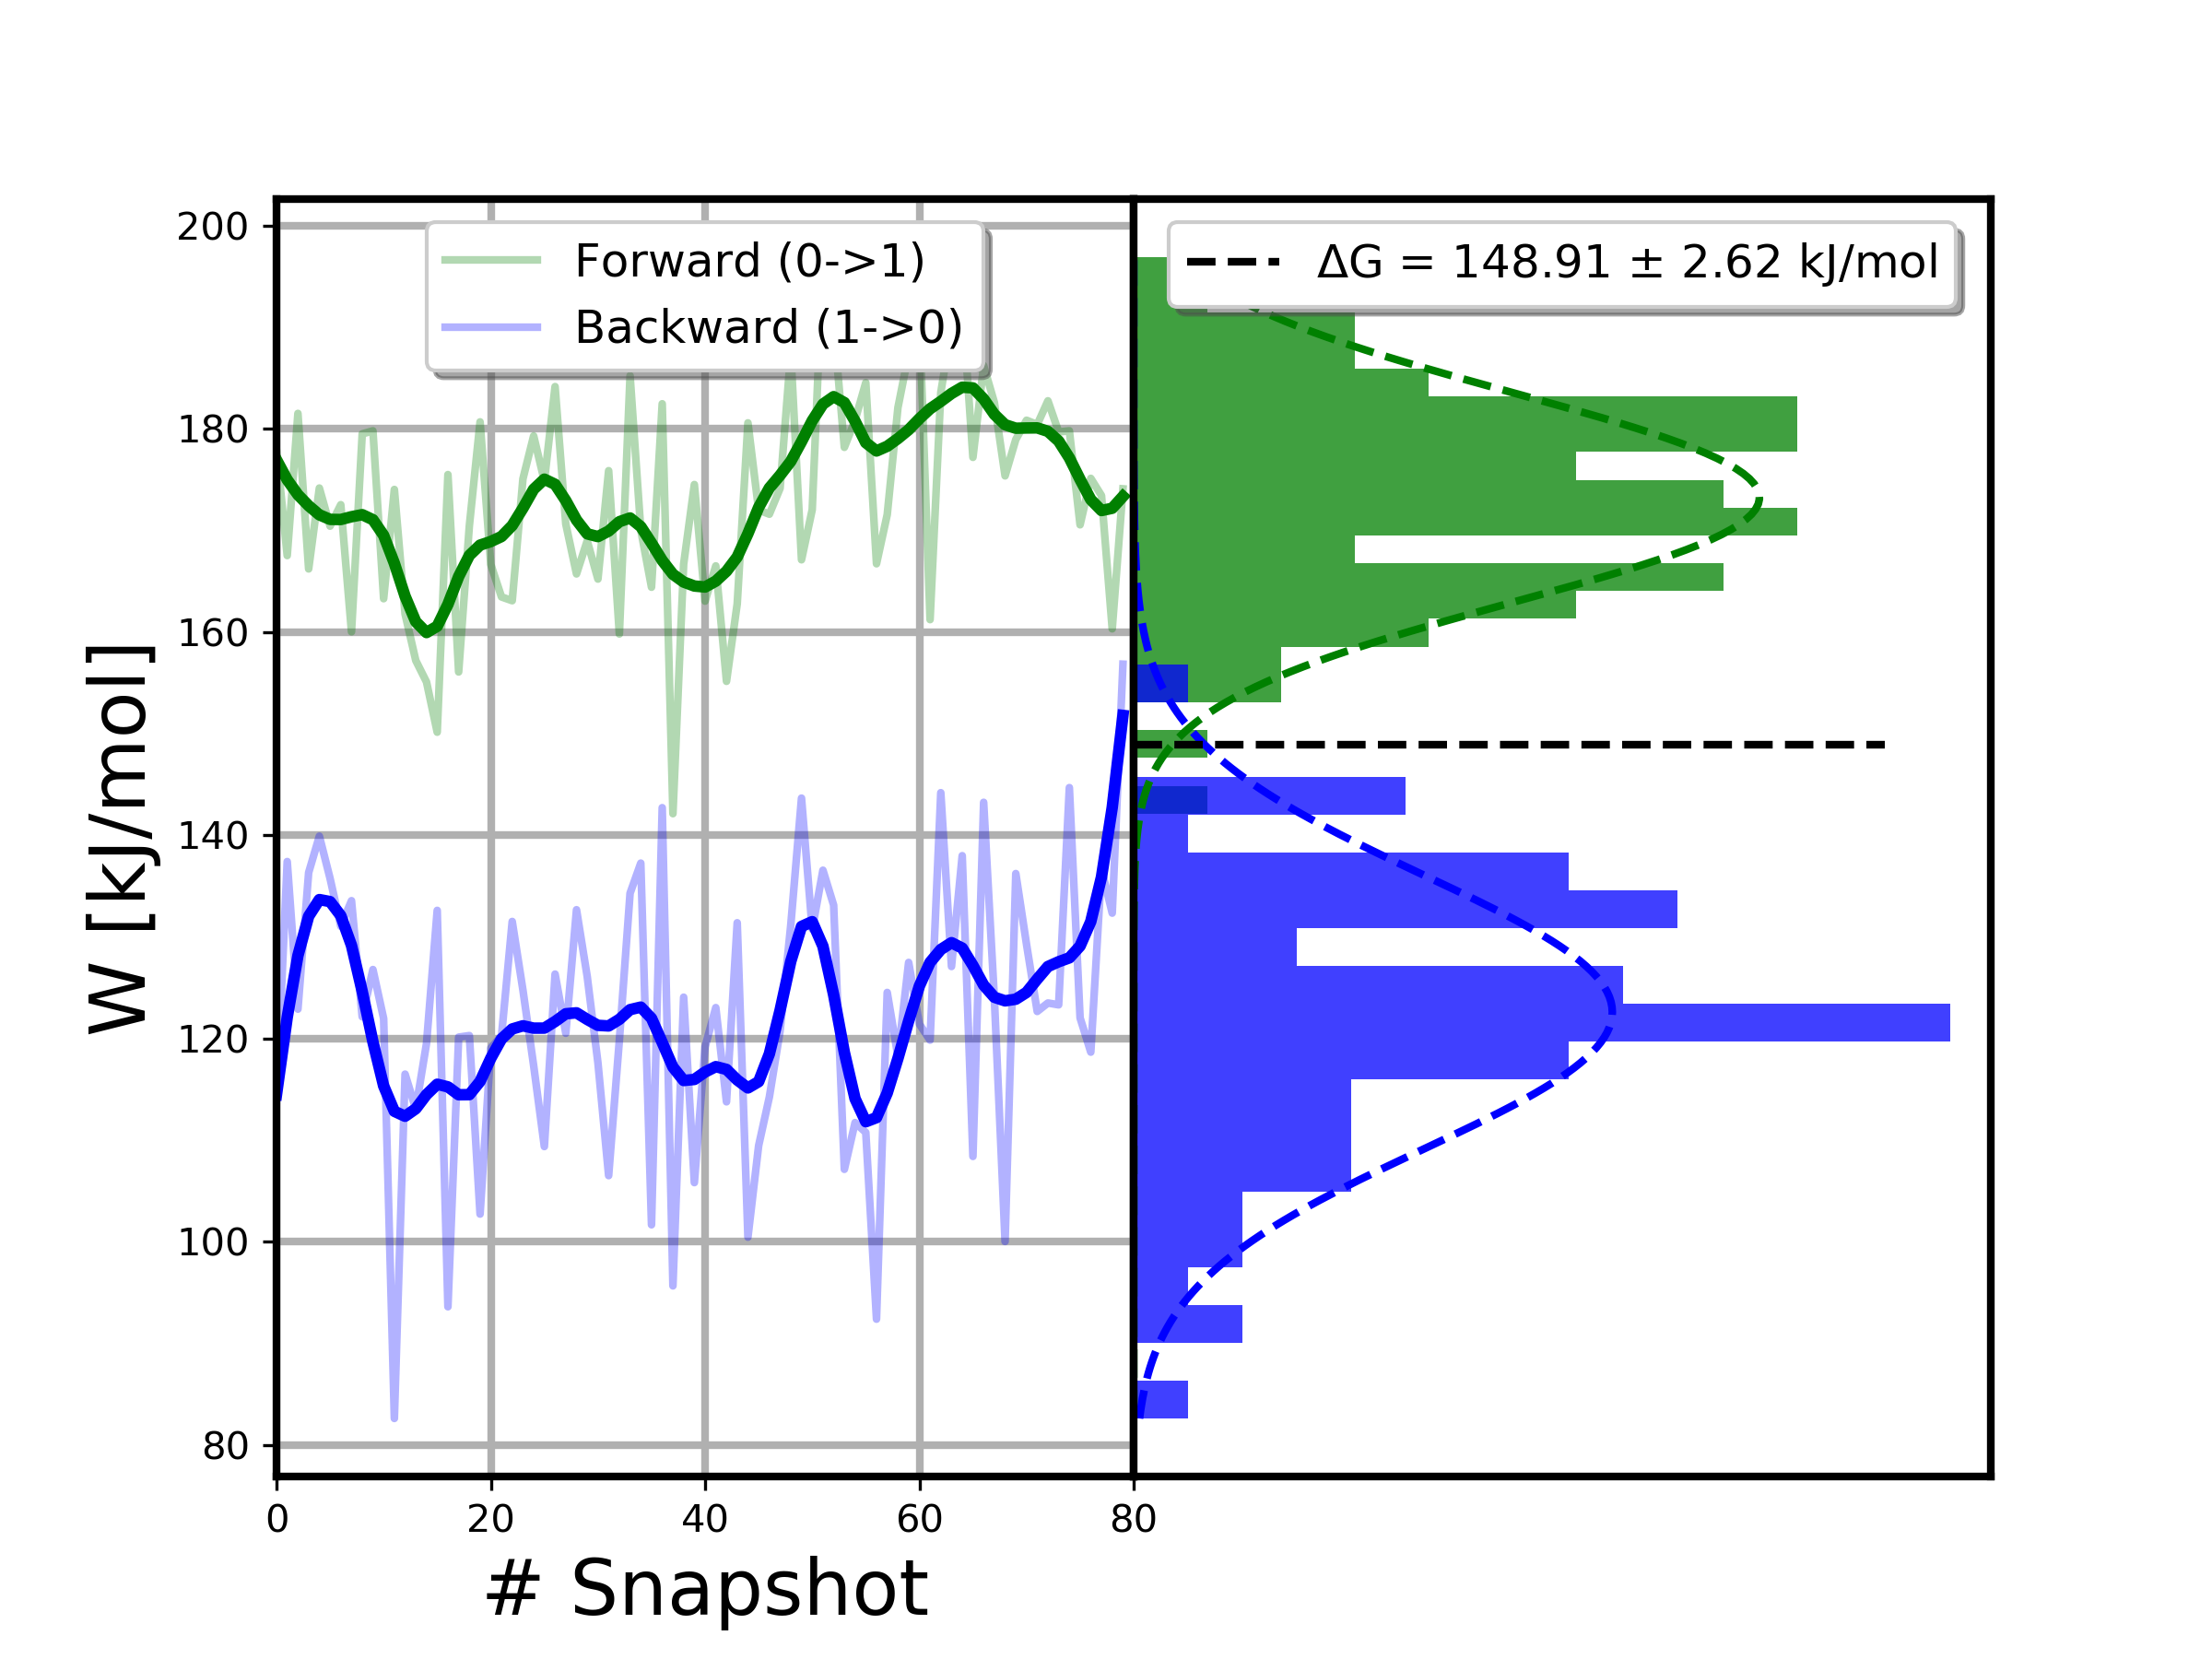 Forward (0->1)
Backward (1->0)
ΔG = 148.91 ± 2.62 kJ/mol
W [kJ/mol]
200
180
160
140
120
100
80
0 20 40 60 80
# Snapshot